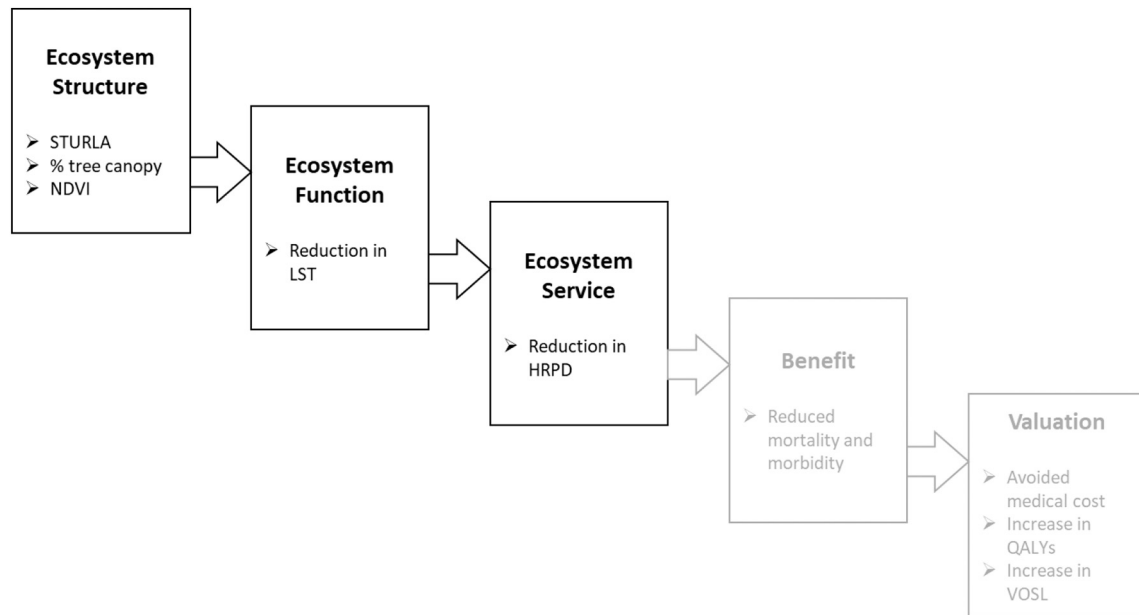 Ecosystem
Structure
➢ STURLA
➢ % tree canopy
➢ NDVI
Ecosystem
Function
➢ Reduction in
LST
Ecosystem
Service
➢ Reduction in
HRPD
Benefit
➢ Reduced
mortality and
morbidity
Valuation
➢ Avoided
medical cost
➢ Increase in
QALYs
➢ Increase in
VOSL